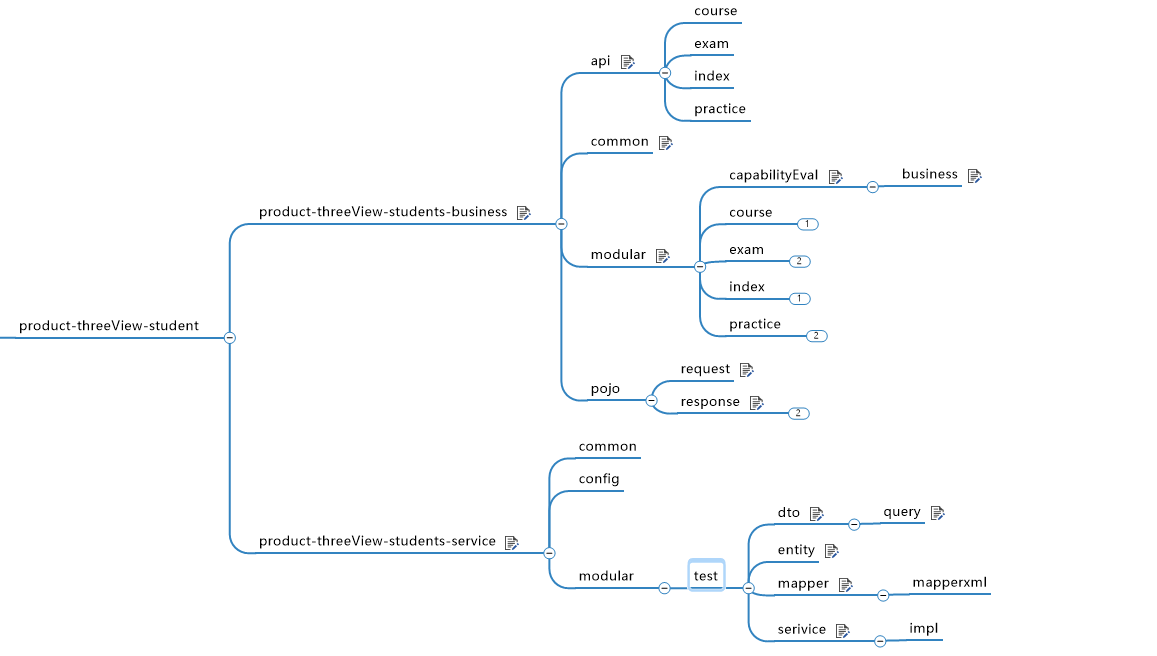 product-threeView-student
product-threeView-students-business
api
course
exam
index
practice
common
modular
capabilityEval
business
course
1
exam
2
index
1
practice
2
pojo
request
response
2
product-threeView-students-service
common
config
modular
test
dto
query
entity
mapper
mapperxml
serivice
impl